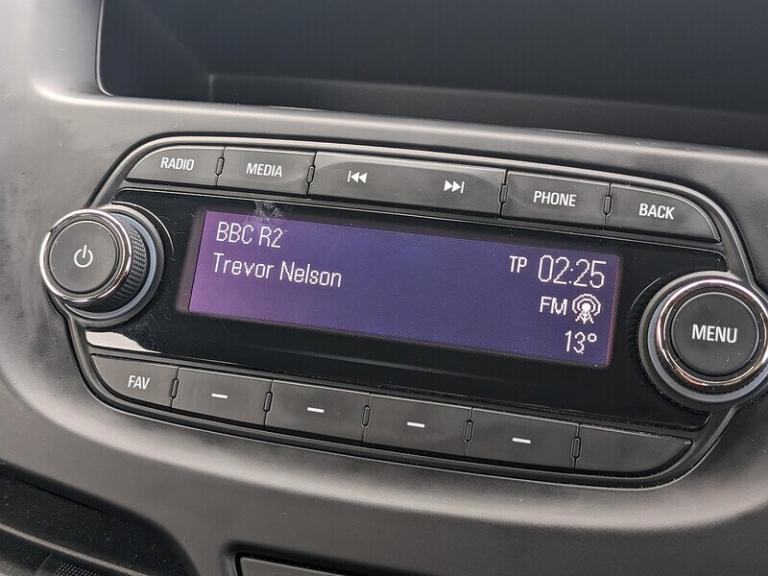 RADIO
MEDIA
PHONE
BACK
BBC R2
Trevor Nelson
TP 02:25
FM
13°
MENU
FAV